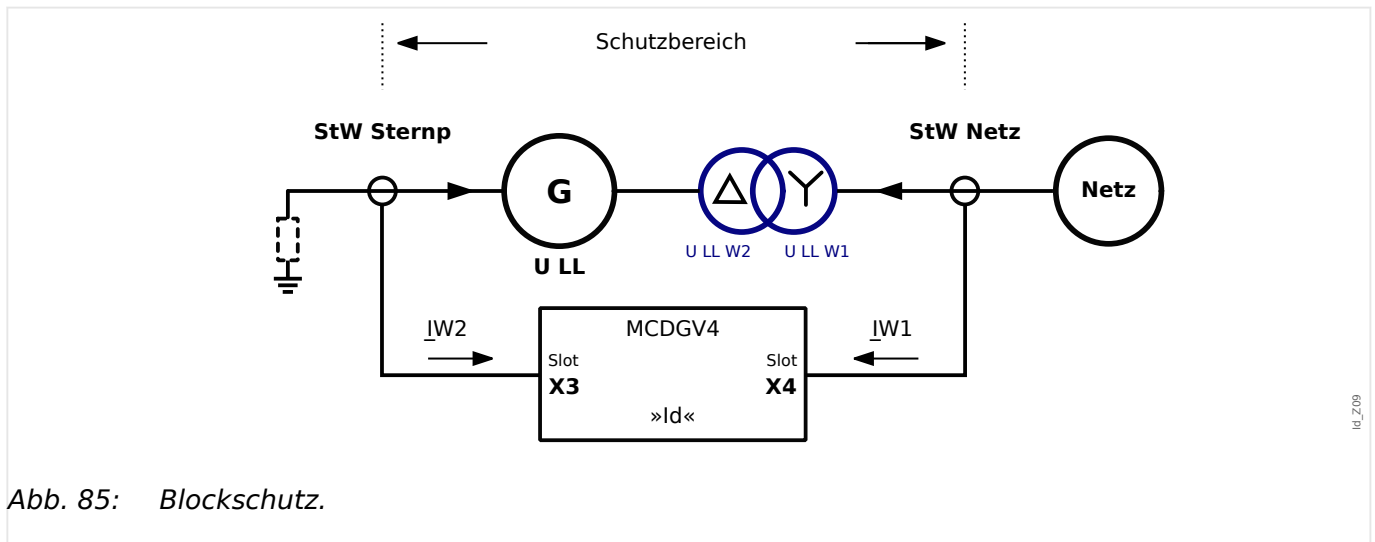 Schutzbereich
StW Sternp
StW Netz
G
Netz
U LL
U LL W2
U LL W1
IW2
IW1
MCDGV4
Slot
X3
Slot
X4
»Id«
Id_Z09
Abb. 85: Blockschutz.